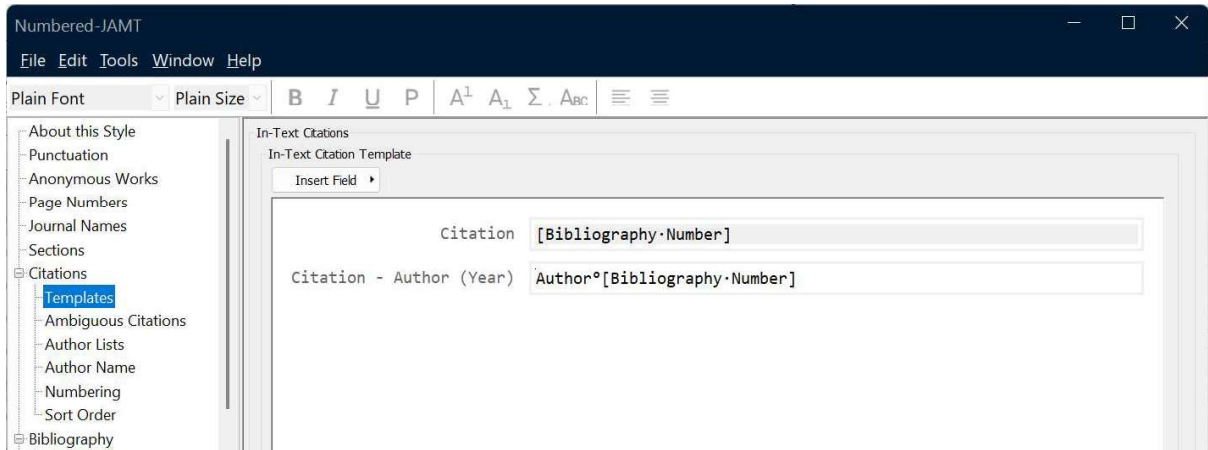 Numbered-JAMT
File Edit Tools Window Help
Plain Font Plain Size B I U P A1 A1 Σ ABC
About this Style
Punctuation
Anonymous Works
Page Numbers
Journal Names
Sections
Citations
Templates
Ambiguous Citations
Author Lists
Author Name
Numbering
Sort Order
Bibliography
In-Text Citations
In-Text Citation Template
Insert Field
Citation [Bibliography·Number]
Citation - Author (Year) Author°[Bibliography·Number]